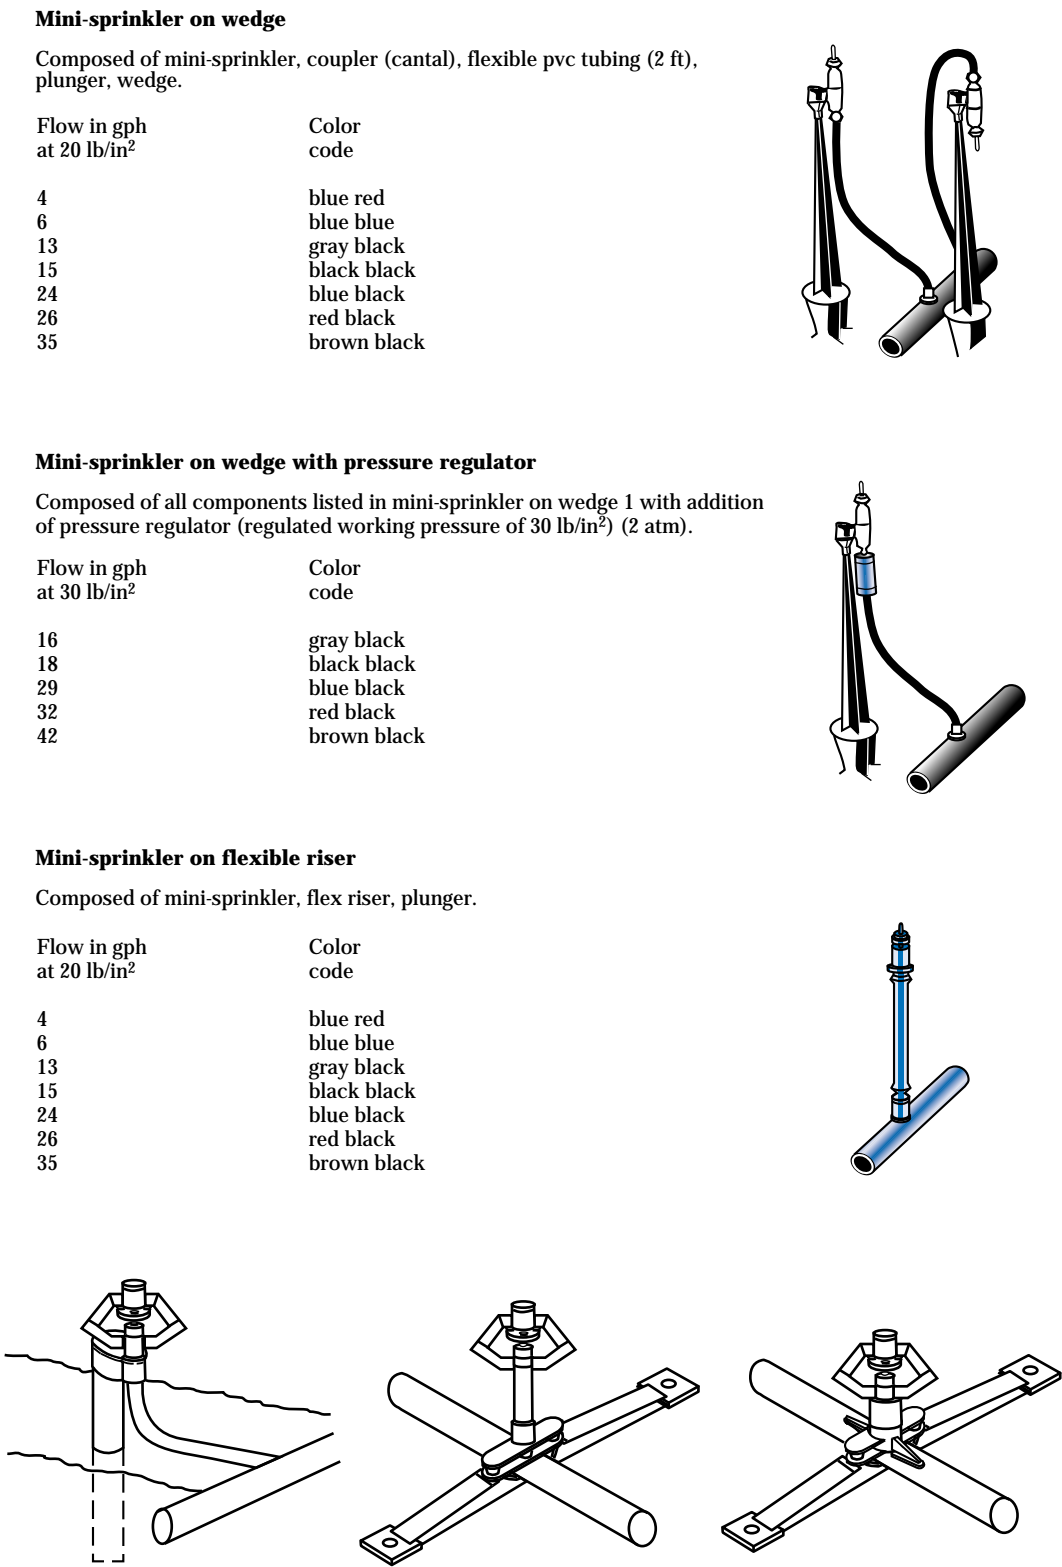 Mini-sprinkler on wedge
Composed of mini-sprinkler, coupler (cantal), flexible pvc tubing (2 ft),
plunger, wedge.
Flow in gph Color
at 20 lb/in² code
4 blue red
6 blue blue
13 gray black
15 black black
24 blue black
26 red black
35 brown black
Mini-sprinkler on wedge with pressure regulator
Composed of all components listed in mini-sprinkler on wedge 1 with addition
of pressure regulator (regulated working pressure of 30 lb/in²) (2 atm).
Flow in gph Color
at 30 lb/in² code
16 gray black
18 black black
29 blue black
32 red black
42 brown black
Mini-sprinkler on flexible riser
Composed of mini-sprinkler, flex riser, plunger.
Flow in gph Color
at 20 lb/in² code
4 blue red
6 blue blue
13 gray black
15 black black
24 blue black
26 red black
35 brown black